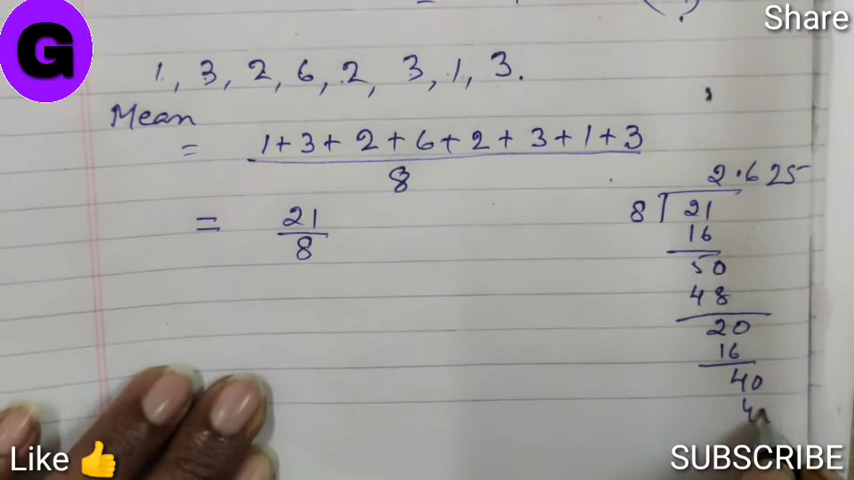 G
Share
1, 3, 2, 6, 2, 3, 1, 3.
Mean
= 1+3+2+6+2+3+1+3
8
= 21
8
2.625
8 21
16
50
48
20
16
40
Like 👍
SUBSCRIBE